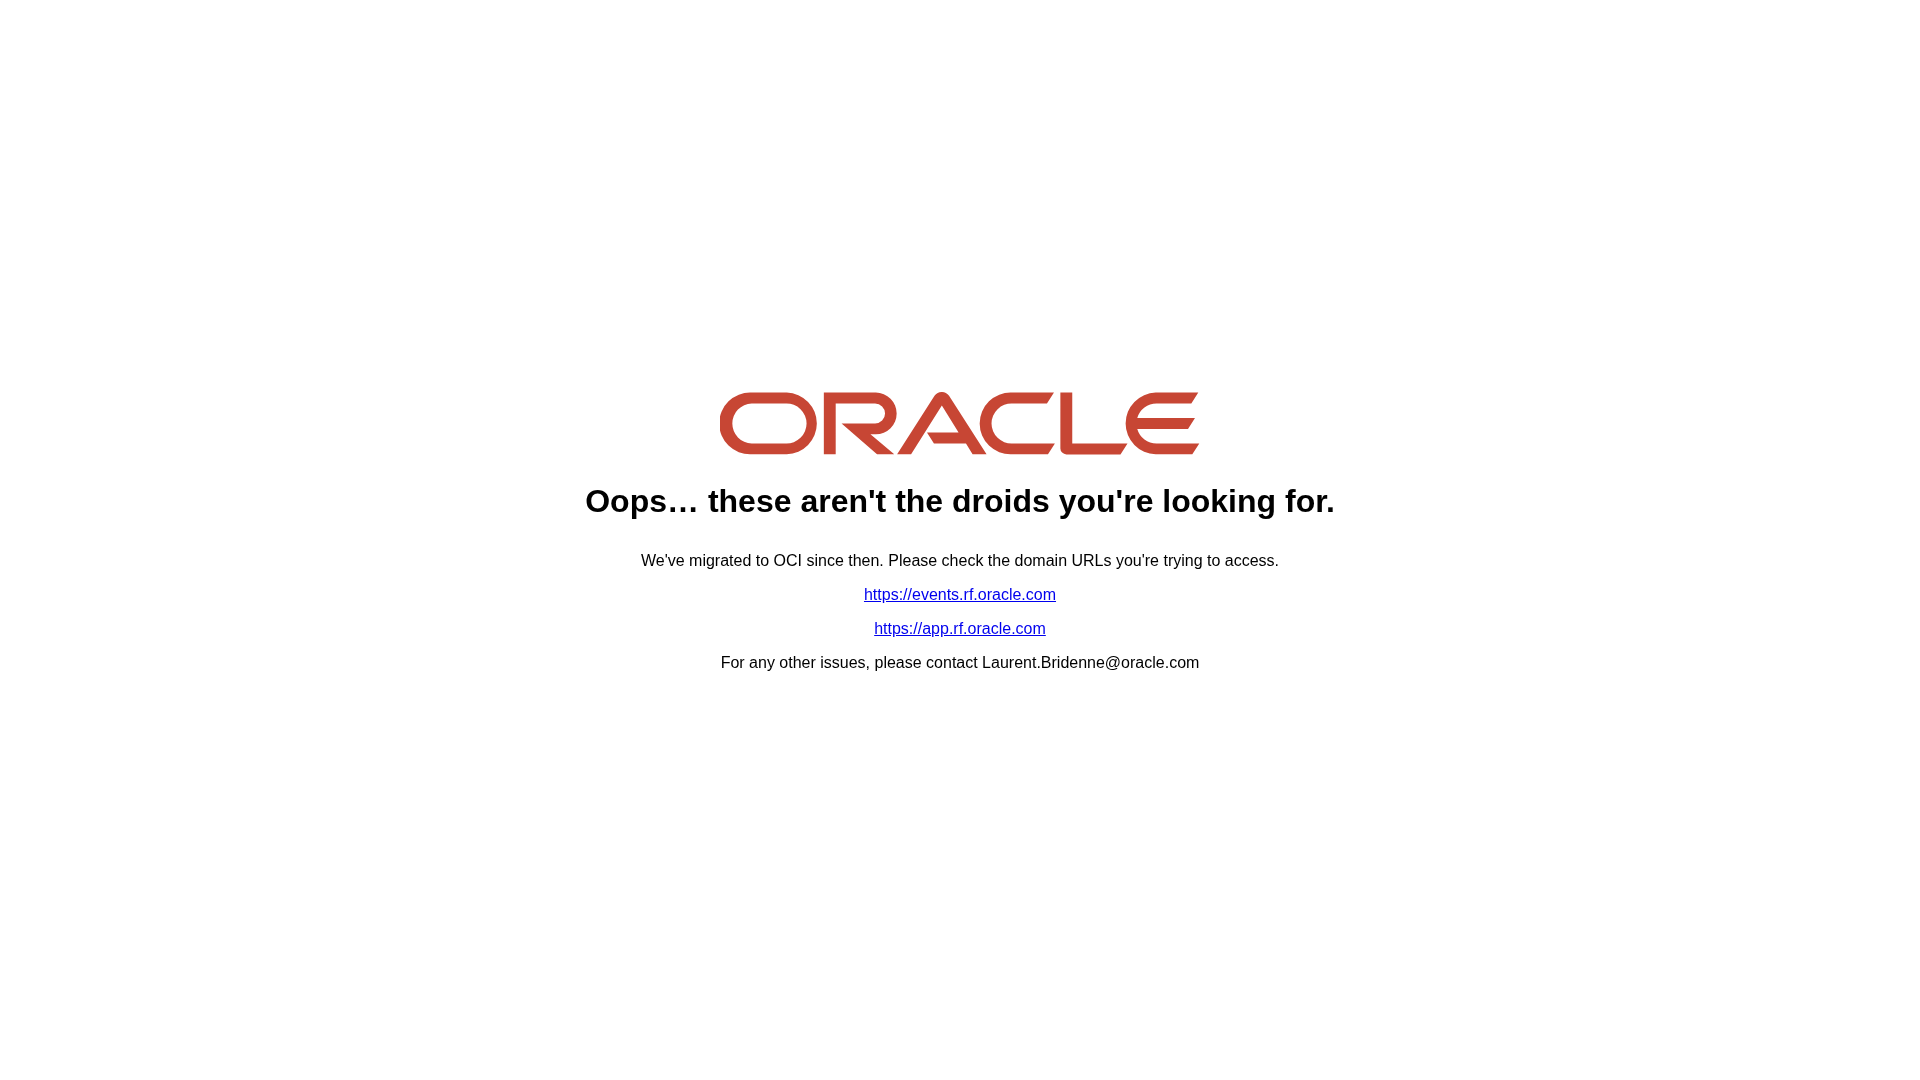 ORACLE
Oops… these aren't the droids you're looking for.
We've migrated to OCI since then. Please check the domain URLs you're trying to access.
https://events.rf.oracle.com
https://app.rf.oracle.com
For any other issues, please contact Laurent.Bridenne@oracle.com